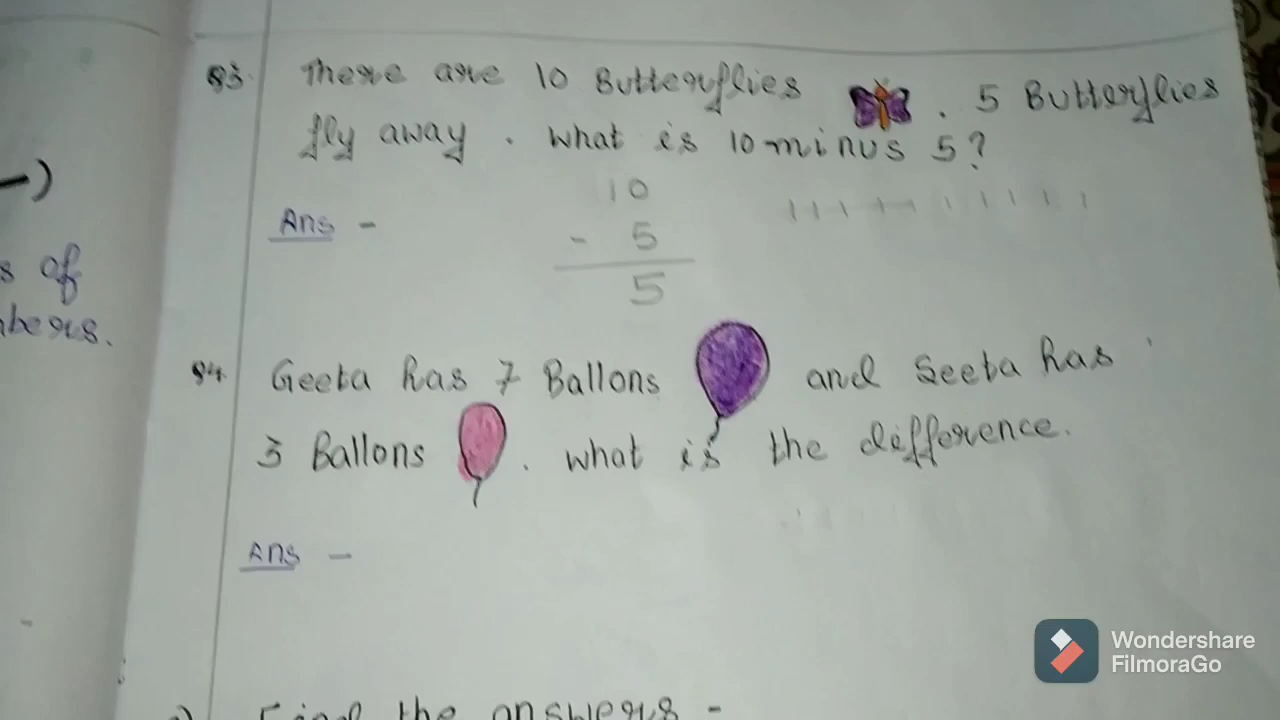 —)
s of
nbers.
Q3. There are 10 Butterflies . 5 Butterflies
fly away . What is 10 minus 5?
Ans -
10
- 5
5
Q4. Geeta has 7 Ballons and Seeta has
3 Ballons . what is the difference.
Ans -
Find the answers -
Wondershare
FilmoraGo